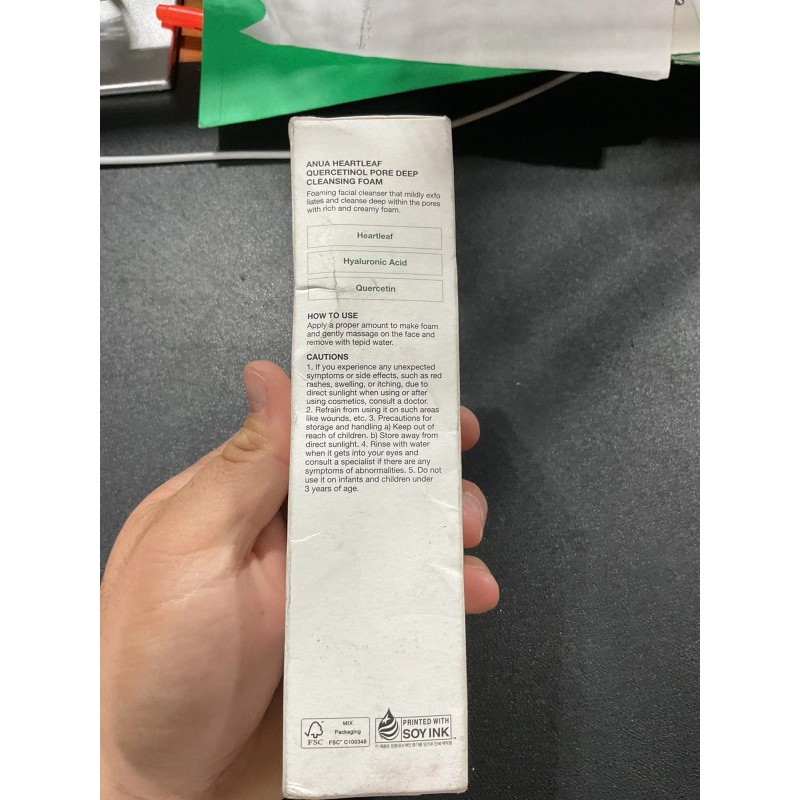 ANUA HEARTLEAF
QUERCETINOL PORE DEEP
CLEANSING FOAM
Foaming facial cleanser that mildly exfo
liates and cleanse deep within the pores
with rich and creamy foam.
Heartleaf
Hyaluronic Acid
Quercetin
HOW TO USE
Apply a proper amount to make foam
and gently massage on the face and
remove with tepid water.
CAUTIONS
1. If you experience any unexpected
symptoms or side effects, such as red
rashes, swelling, or itching, due to
direct sunlight when using or after
using cosmetics, consult a doctor.
2. Refrain from using it on such areas
like wounds, etc. 3. Precautions for
storage and handling a) Keep out of
reach of children. b) Store away from
direct sunlight. 4. Rinse with water
when it gets into your eyes and
consult a specialist if there are any
symptoms of abnormalities. 5. Do not
use it on infants and children under
3 years of age.
FSC
MIX
Packaging
FSC® C100348
PRINTED WITH
SOY INK™